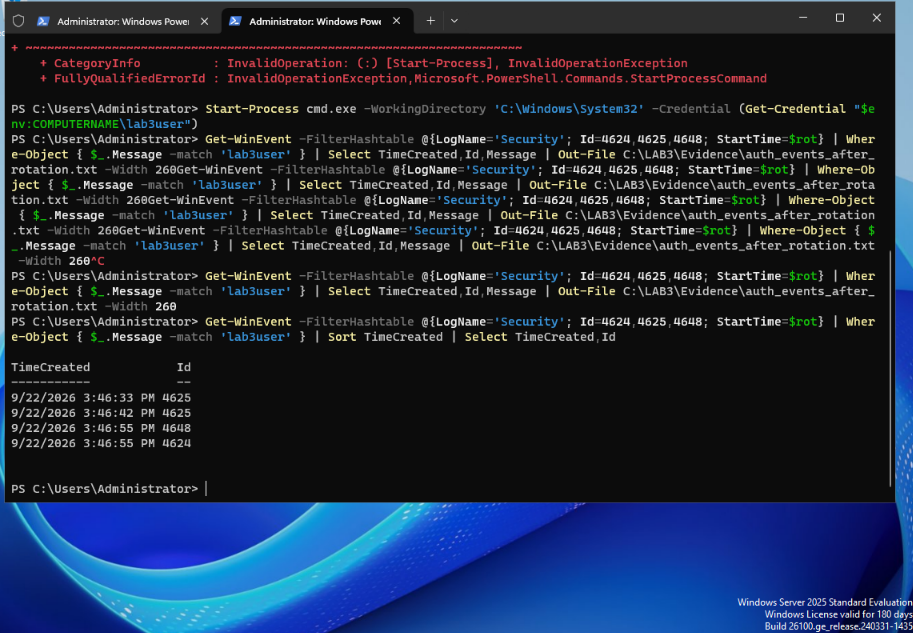 Administrator: Windows Power
Administrator: Windows Powe
+ ~~~~~~~~~~~~~~~~~~~~~~~~~~~~~~~~~~~~~~~~~~~~~~~~~~~~~~~~~~~~~~~~~~~
+ CategoryInfo : InvalidOperation: (:) [Start-Process], InvalidOperationException
+ FullyQualifiedErrorId : InvalidOperationException,Microsoft.PowerShell.Commands.StartProcessCommand
PS C:\Users\Administrator> Start-Process cmd.exe -WorkingDirectory 'C:\Windows\System32' -Credential (Get-Credential "$e
nv:COMPUTERNAME\lab3user")
PS C:\Users\Administrator> Get-WinEvent -FilterHashtable @{LogName='Security'; Id=4624,4625,4648; StartTime=$rot} | Wher
e-Object { $_.Message -match 'lab3user' } | Select TimeCreated,Id,Message | Out-File C:\LAB3\Evidence\auth_events_after_
rotation.txt -Width 260Get-WinEvent -FilterHashtable @{LogName='Security'; Id=4624,4625,4648; StartTime=$rot} | Where-Ob
ject { $_.Message -match 'lab3user' } | Select TimeCreated,Id,Message | Out-File C:\LAB3\Evidence\auth_events_after_rota
tion.txt -Width 260Get-WinEvent -FilterHashtable @{LogName='Security'; Id=4624,4625,4648; StartTime=$rot} | Where-Object
{ $_.Message -match 'lab3user' } | Select TimeCreated,Id,Message | Out-File C:\LAB3\Evidence\auth_events_after_rotation
.txt -Width 260Get-WinEvent -FilterHashtable @{LogName='Security'; Id=4624,4625,4648; StartTime=$rot} | Where-Object { $
_.Message -match 'lab3user' } | Select TimeCreated,Id,Message | Out-File C:\LAB3\Evidence\auth_events_after_rotation.txt
-Width 260^C
PS C:\Users\Administrator> Get-WinEvent -FilterHashtable @{LogName='Security'; Id=4624,4625,4648; StartTime=$rot} | Wher
e-Object { $_.Message -match 'lab3user' } | Select TimeCreated,Id,Message | Out-File C:\LAB3\Evidence\auth_events_after_
rotation.txt -Width 260
PS C:\Users\Administrator> Get-WinEvent -FilterHashtable @{LogName='Security'; Id=4624,4625,4648; StartTime=$rot} | Wher
e-Object { $_.Message -match 'lab3user' } | Sort TimeCreated | Select TimeCreated,Id
TimeCreated Id
----------- --
9/22/2026 3:46:33 PM 4625
9/22/2026 3:46:42 PM 4625
9/22/2026 3:46:55 PM 4648
9/22/2026 3:46:55 PM 4624
PS C:\Users\Administrator>
Windows Server 2025 Standard Evaluation
Windows License valid for 180 days
Build 26100.ge_release.240331-1435